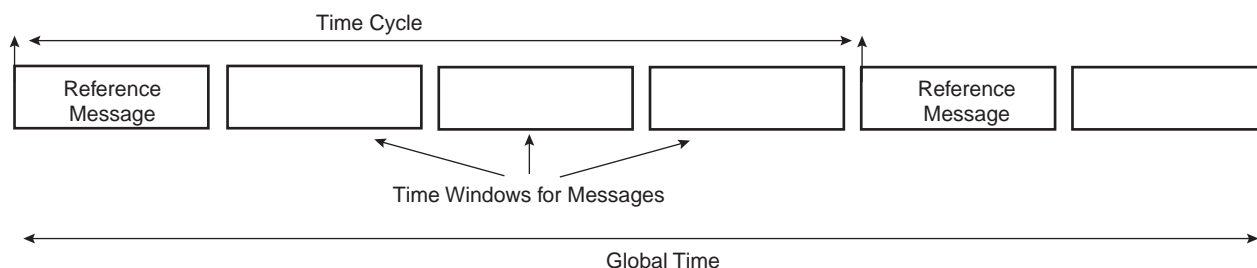 Time Cycle
Reference
Message
Reference
Message
Time Windows for Messages
Global Time